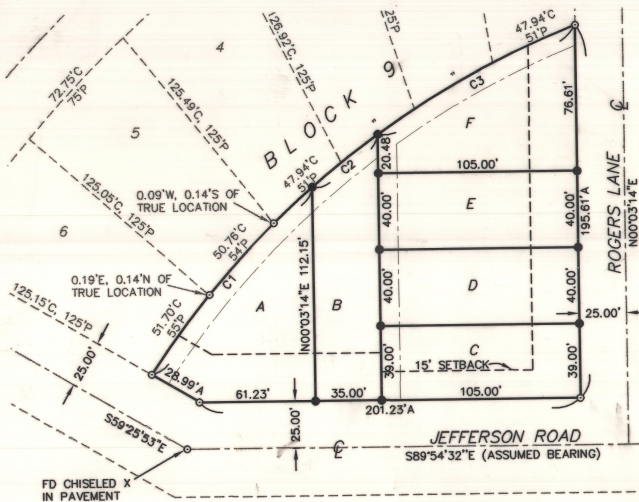 4
126.92'C, 125'P
25'P
47.94'C
51'P
C3
72.75'C
75'P
125.49'C, 125'P
BLOCK 9
"
"
5
F
76.61'
℄
20.48'
C2
47.94'C
51'P
105.00'
125.05'C, 125'P
0.09'W, 0.14'S OF
TRUE LOCATION
50.76'C
54'P
C1
E
40.00'
40.00'
195.61'A
ROGERS LANE
N00°03'14"E
6
0.19'E, 0.14'N OF
TRUE LOCATION
N00°03'14"E 112.15'
A
B
D
40.00'
40.00'
25.00'
125.15'C, 125'P
51.70'C
55'P
C
15' SETBACK
39.00'
39.00'
25.00'
28.99'A
61.23'
35.00'
105.00'
201.23'A
S59°25'53"E
25.00'
℄
JEFFERSON ROAD
S89°54'32"E (ASSUMED BEARING)
FD CHISELED X
IN PAVEMENT